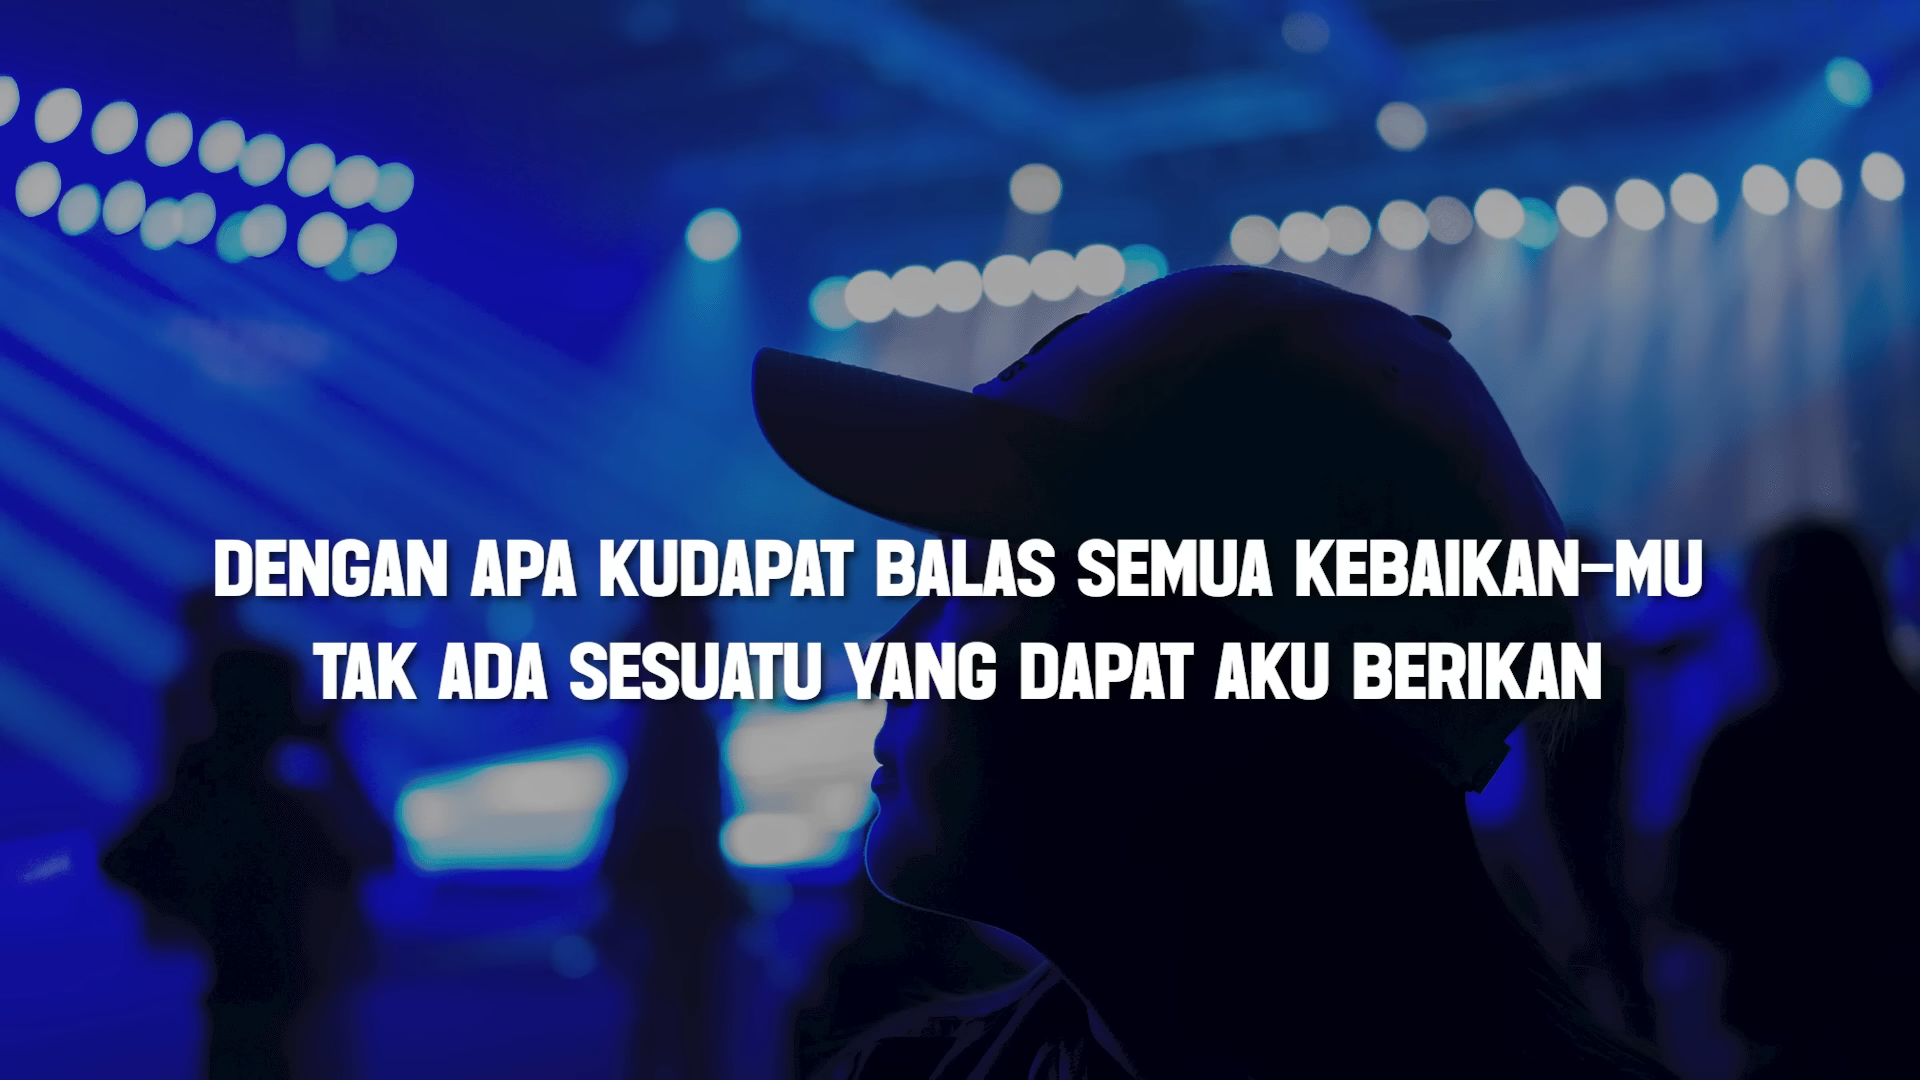 DENGAN APA KUDAPAT BALAS SEMUA KEBAIKAN-MU
TAK ADA SESUATU YANG DAPAT AKU BERIKAN